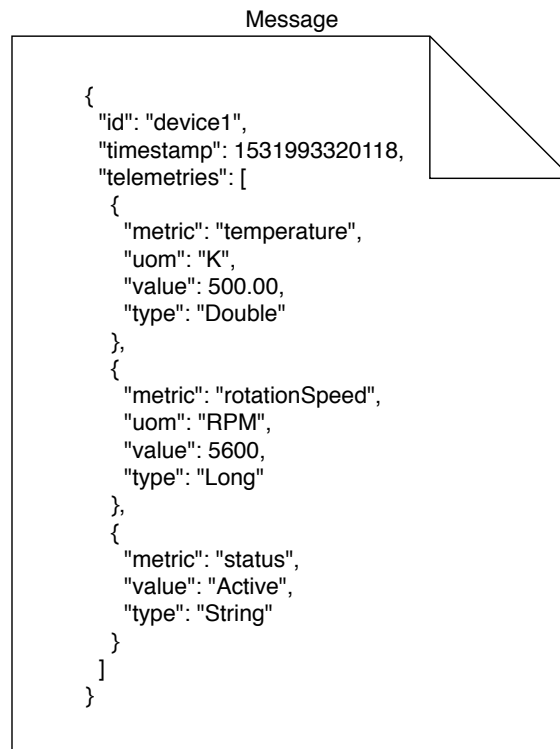 Message
{
"id": "device1",
"timestamp": 1531993320118,
"telemetries": [
{
"metric": "temperature",
"uom": "K",
"value": 500.00,
"type": "Double"
},
{
"metric": "rotationSpeed",
"uom": "RPM",
"value": 5600,
"type": "Long"
},
{
"metric": "status",
"value": "Active",
"type": "String"
}
]
}